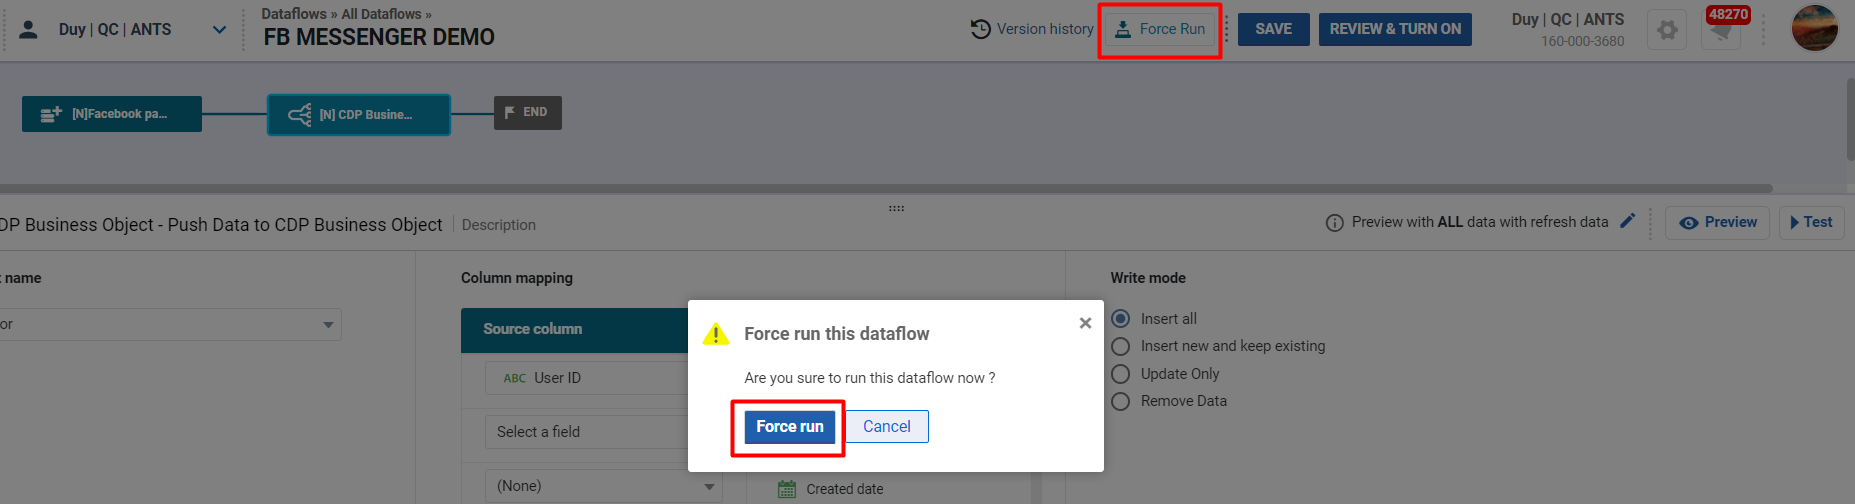 Duy | QC | ANTS
Dataflows » All Dataflows »
FB MESSENGER DEMO
Version history
Force Run
SAVE
REVIEW & TURN ON
Duy | QC | ANTS
160-000-3680
48270
[N]Facebook pa...
[N] CDP Busine...
END
DP Business Object - Push Data to CDP Business Object
Description
Preview with ALL data with refresh data
Preview
Test
t name
or
Column mapping
Source column
ABC User ID
Select a field
(None)
Created date
Force run this dataflow
Are you sure to run this dataflow now ?
Force run
Cancel
Write mode
Insert all
Insert new and keep existing
Update Only
Remove Data